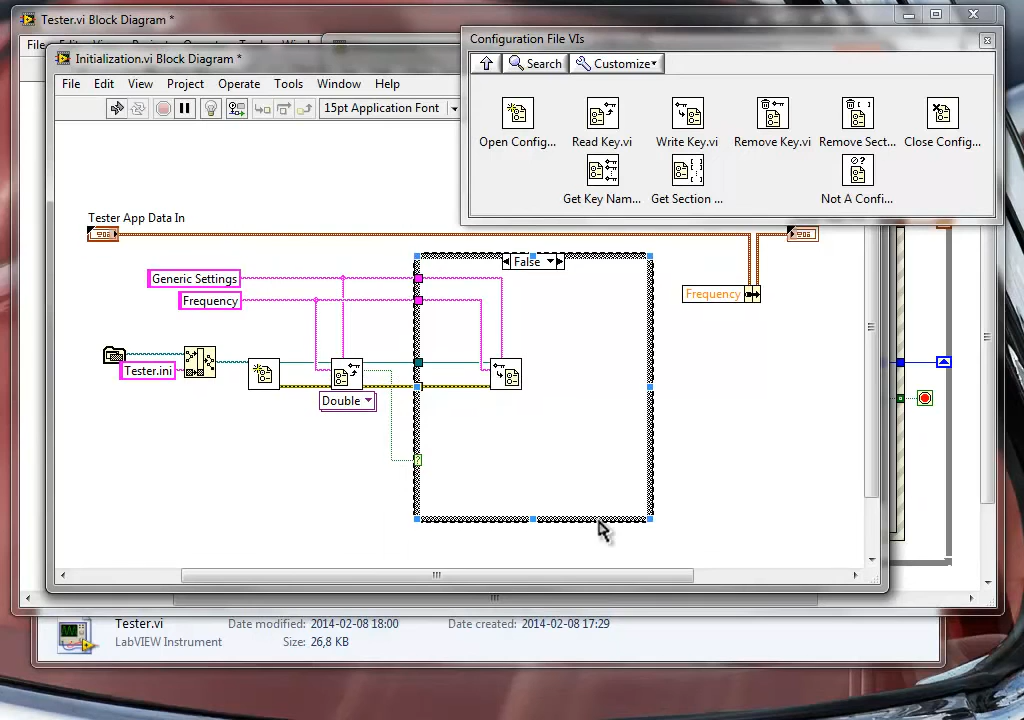 Tester.vi Block Diagram *
Configuration File VIs
Initialization.vi Block Diagram *
Search
Customize
File Edit View Project Operate Tools Window Help
15pt Application Font
Open Config...
Read Key.vi
Write Key.vi
Remove Key.vi
Remove Sect...
Close Config...
Get Key Nam...
Get Section ...
Not A Confi...
Tester App Data In
Generic Settings
False
Frequency
Frequency
Tester.ini
Double
?
Tester.vi
Date modified: 2014-02-08 18:00
Date created: 2014-02-08 17:29
LabVIEW Instrument
Size: 26,8 KB